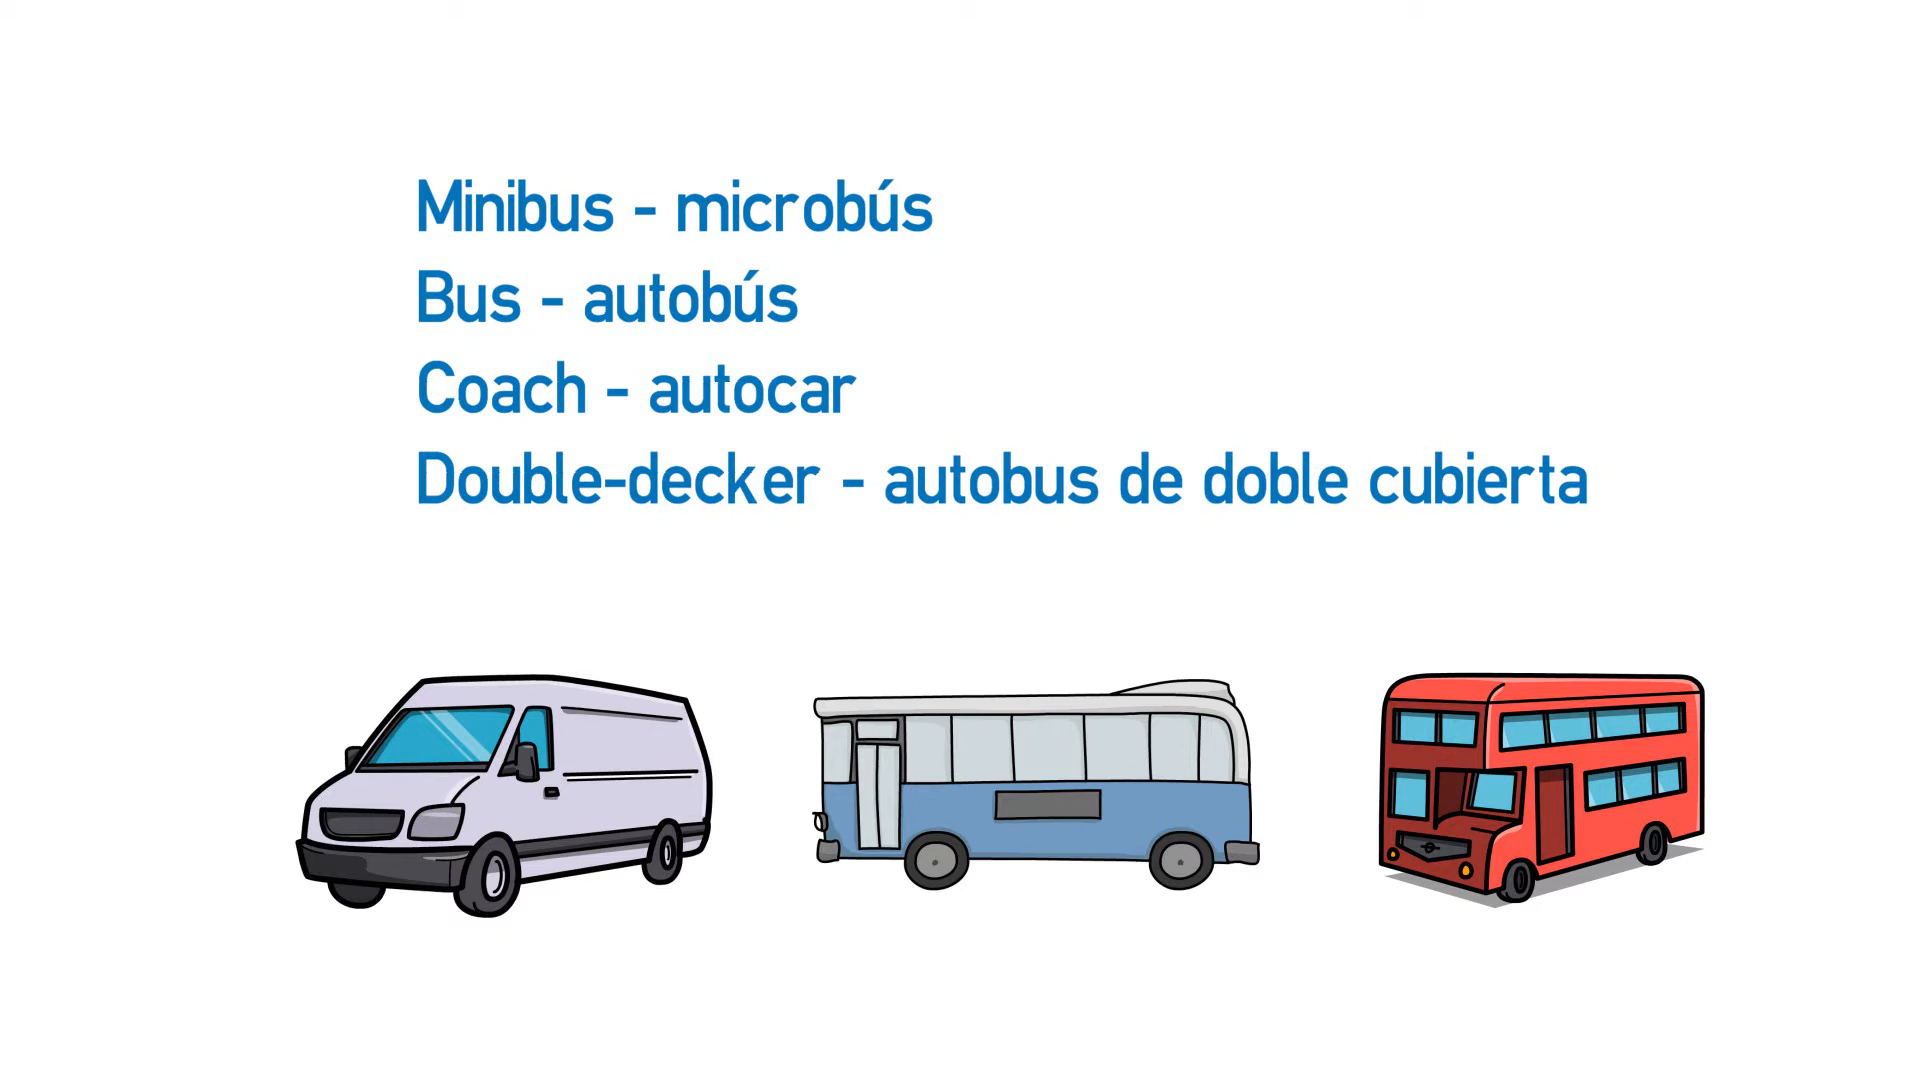 Minibus - microbús
Bus - autobús
Coach - autocar
Double-decker - autobus de doble cubierta